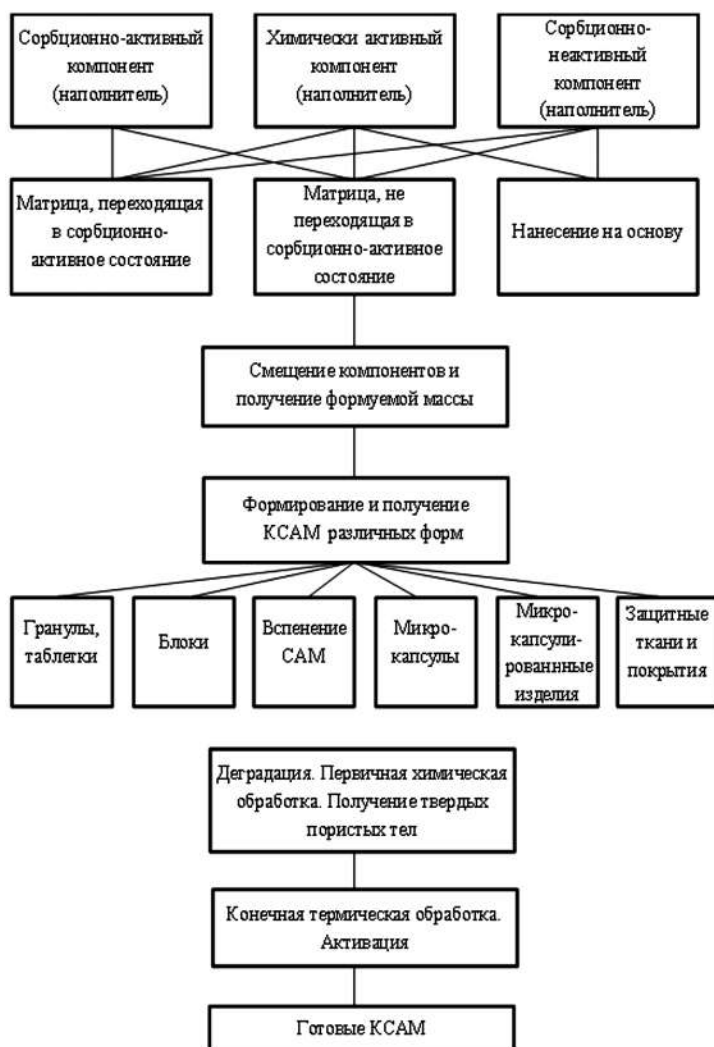 Сорбционно-активный
компонент
(наполнитель)
Химически активный
компонент
(наполнитель)
Сорбционно-
неактивный
компонент
(наполнитель)
Матрица, переходящая
в сорбционно-
активное состояние
Матрица, не
переходящая в
сорбционно-активное
состояние
Нанесение на основу
Смещение компонентов и
получение формуемой массы
Формирование и получение
КСАМ различных форм
Гранулы,
таблетки
Блоки
Вспенение
САМ
Микро-
капсулы
Микро-
капсули-
рованннные
изделия
Защитные
ткани и
покрытия
Деградация. Первичная химическая
обработка. Получение твердых
пористых тел
Конечная термическая обработка.
Активация
Готовые КСАМ